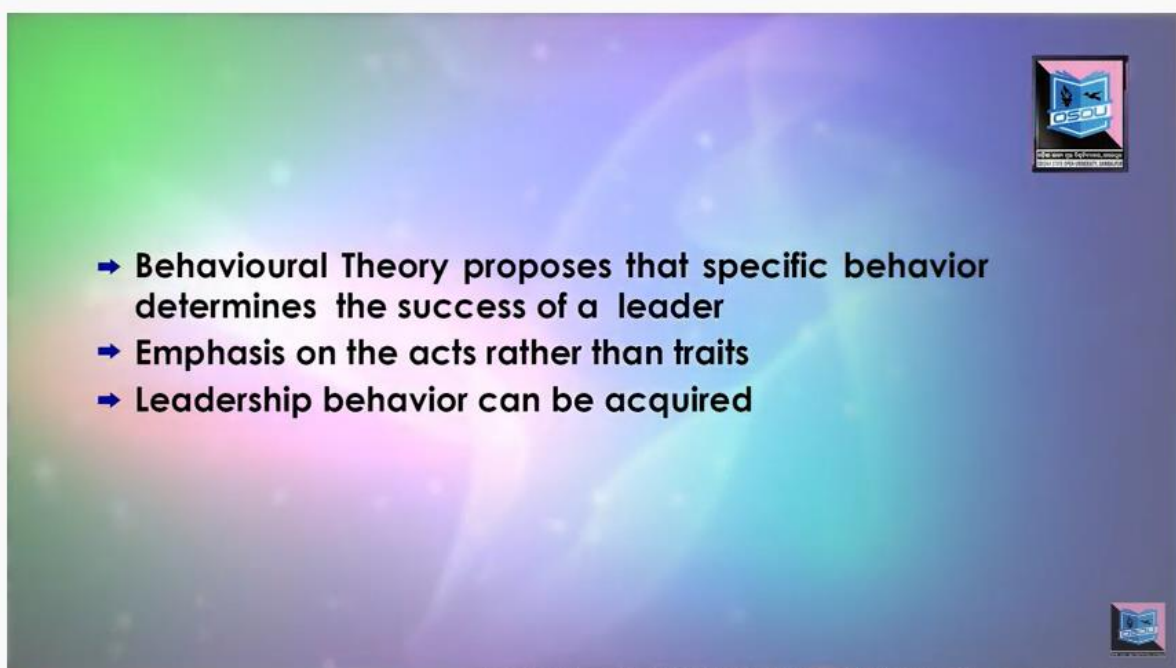 OSOU
➡ Behavioural Theory proposes that specific behavior
determines the success of a leader
➡ Emphasis on the acts rather than traits
➡ Leadership behavior can be acquired